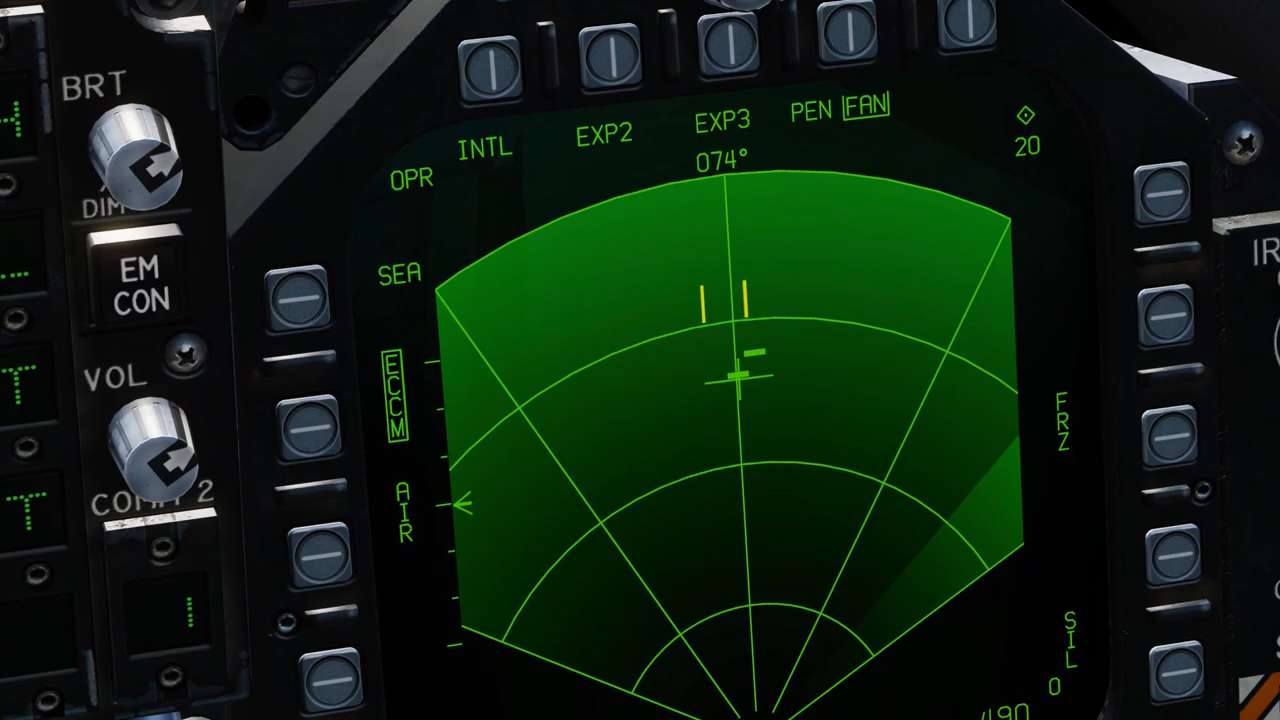 BRT
DIM
EM
CON
VOL
COMM 2
INTL
EXP2
EXP3
PEN FAN
OPR
074°
20
SEA
ECCM
AIR
FRZ
SIL
0
490
IR